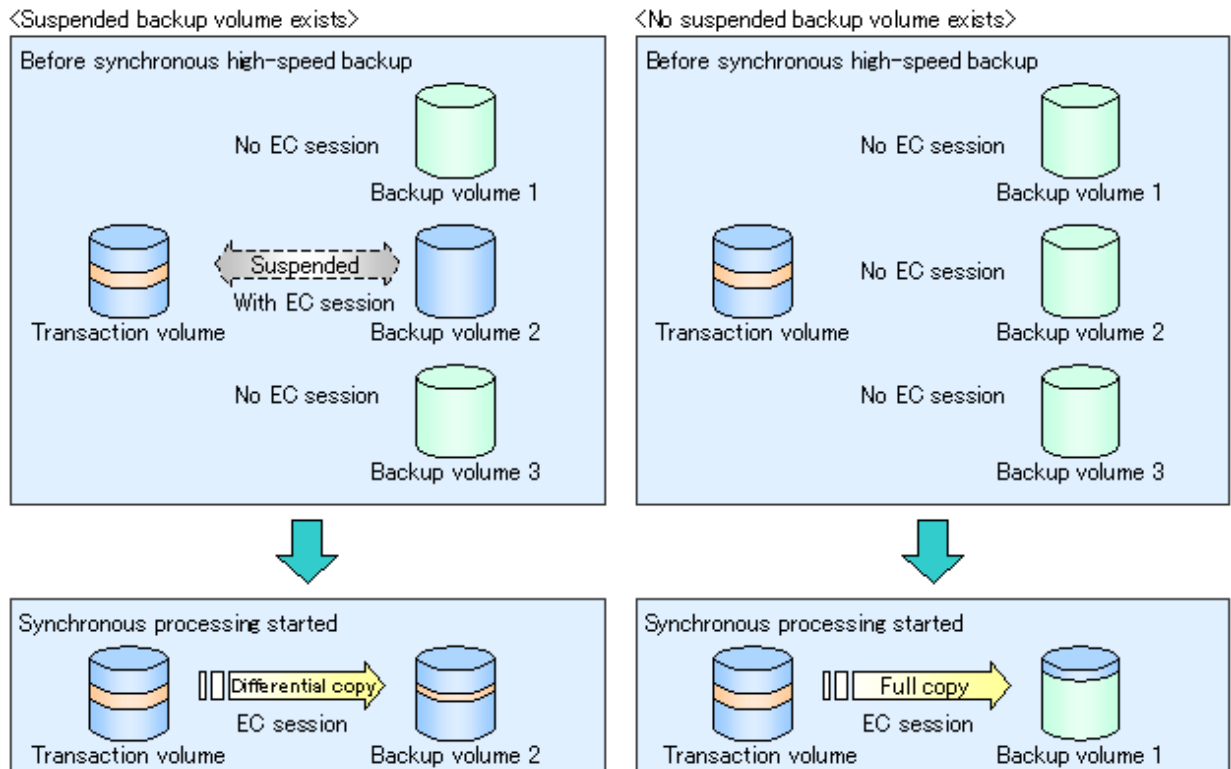 <Suspended backup volume exists>
Before synchronous high-speed backup
No EC session
Backup volume 1
Suspended
With EC session
Transaction volume
Backup volume 2
No EC session
Backup volume 3
Synchronous processing started
Differential copy
EC session
Transaction volume
Backup volume 2
<No suspended backup volume exists>
Before synchronous high-speed backup
No EC session
Backup volume 1
No EC session
Transaction volume
Backup volume 2
No EC session
Backup volume 3
Synchronous processing started
Full copy
EC session
Transaction volume
Backup volume 1